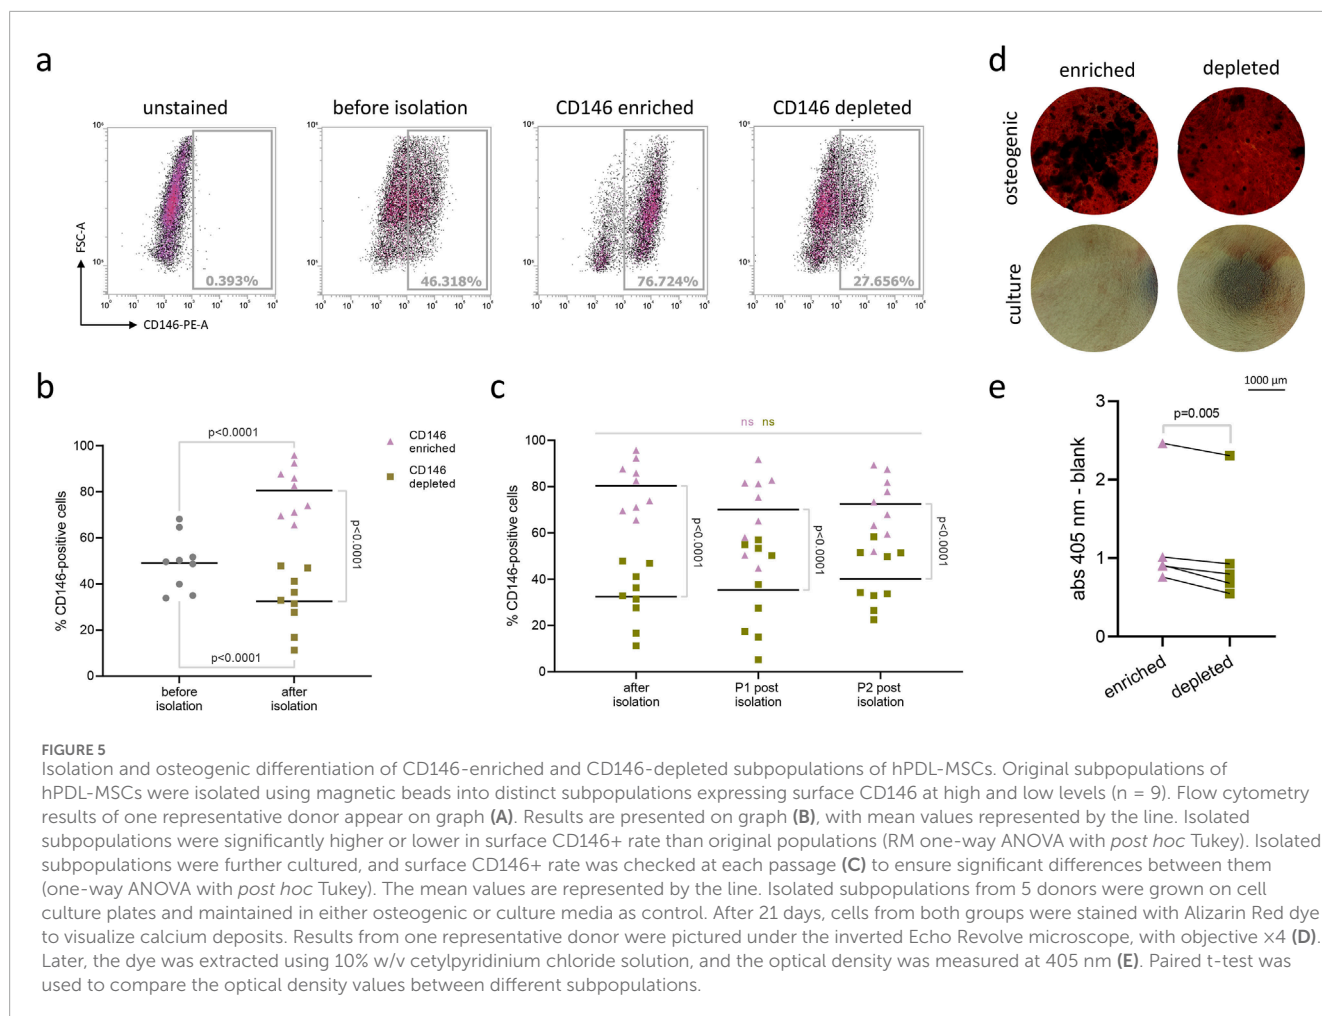 a
unstained
before isolation
CD146 enriched
CD146 depleted
FSC-A
CD146-PE-A
0.393%
46.318%
76.724%
27.656%
d
enriched
depleted
osteogenic
culture
1000 µm
b
% CD146-positive cells
100
80
60
40
20
0
p<0.0001
p<0.0001
p<0.0001
before
isolation
after
isolation
CD146
enriched
CD146
depleted
c
% CD146-positive cells
100
80
60
40
20
0
ns ns
p<0.0001
p<0.0001
p<0.0001
after
isolation
P1 post
isolation
P2 post
isolation
e
abs 405 nm - blank
3
2
1
0
p=0.005
enriched
depleted
FIGURE 5
Isolation and osteogenic differentiation of CD146-enriched and CD146-depleted subpopulations of hPDL-MSCs. Original subpopulations of
hPDL-MSCs were isolated using magnetic beads into distinct subpopulations expressing surface CD146 at high and low levels (n = 9). Flow cytometry
results of one representative donor appear on graph (A). Results are presented on graph (B), with mean values represented by the line. Isolated
subpopulations were significantly higher or lower in surface CD146+ rate than original populations (RM one-way ANOVA with post hoc Tukey). Isolated
subpopulations were further cultured, and surface CD146+ rate was checked at each passage (C) to ensure significant differences between them
(one-way ANOVA with post hoc Tukey). The mean values are represented by the line. Isolated subpopulations from 5 donors were grown on cell
culture plates and maintained in either osteogenic or culture media as control. After 21 days, cells from both groups were stained with Alizarin Red dye
to visualize calcium deposits. Results from one representative donor were pictured under the inverted Echo Revolve microscope, with objective ×4 (D).
Later, the dye was extracted using 10% w/v cetylpyridinium chloride solution, and the optical density was measured at 405 nm (E). Paired t-test was
used to compare the optical density values between different subpopulations.